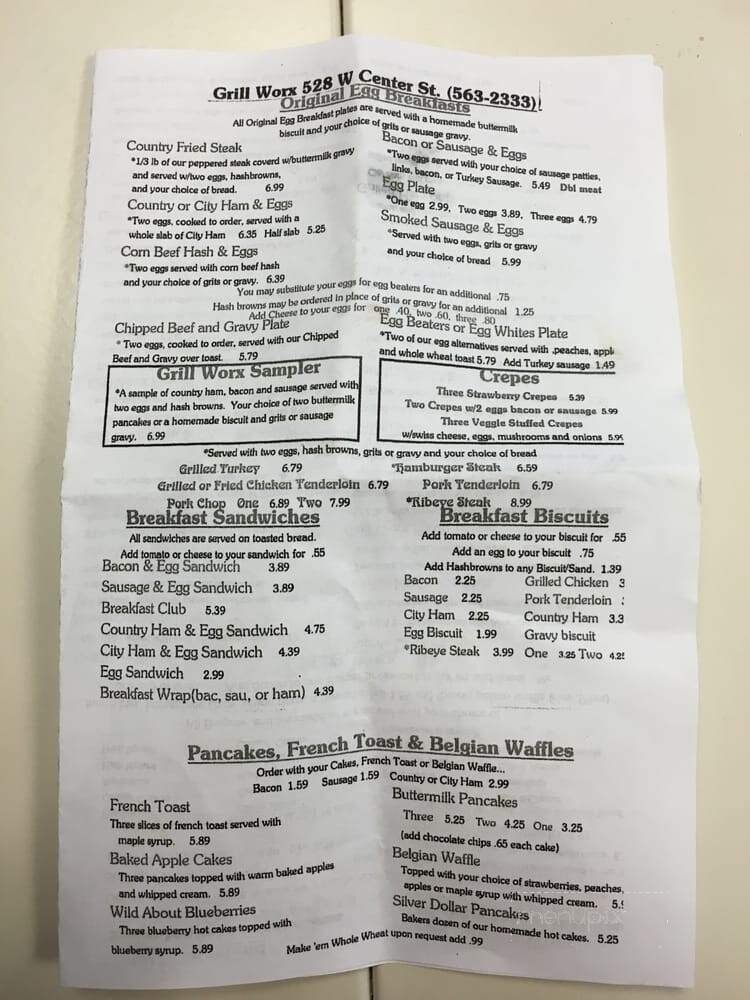 Grill Worx 528 W Center St. (563-2333)
Original Egg Breakfasts
All Original Egg Breakfast plates are served with a homemade buttermilk
biscuit and your choice of grits or sausage gravy.
Country Fried Steak
*1/3 lb of our peppered steak coverd w/buttermilk gravy
and served w/two eggs, hashbrowns,
and your choice of bread. 6.99
Country or City Ham & Eggs
*Two eggs, cooked to order, served with a
whole slab of City Ham 6.35 Half slab 5.25
Corn Beef Hash & Eggs
*Two eggs served with corn beef hash
and your choice of grits or gravy. 6.39
Bacon or Sausage & Eggs
*Two eggs served with your choice of sausage patties,
links, bacon, or Turkey Sausage. 5.49 Dbl meat
Egg Plate
*One egg 2.99, Two eggs 3.89, Three eggs 4.79
Smoked Sausage & Eggs
*Served with two eggs, grits or gravy
and your choice of bread 5.99
You may substitute your eggs for egg beaters for an additional .75
Hash browns may be ordered in place of grits or gravy for an additional 1.25
Add Cheese to your eggs for one .40, two .60, three .80
Chipped Beef and Gravy Plate
* Two eggs, cooked to order, served with our Chipped
Beef and Gravy over toast. 5.79
Egg Beaters or Egg Whites Plate
*Two of our egg alternatives served with ,peaches, appl
and whole wheat toast 5.79 Add Turkey sausage 1.49
Grill Worx Sampler
*A sample of country ham, bacon and sausage served with
two eggs and hash browns. Your choice of two buttermilk
pancakes or a homemade biscuit and grits or sausage
gravy. 6.99
Crepes
Three Strawberry Crepes 5.39
Two Crepes w/2 eggs bacon or sausage 5.99
Three Veggie Stuffed Crepes
w/swiss cheese, eggs, mushrooms and onions 5.99
*Served with two eggs, hash browns, grits or gravy and your choice of bread
Grilled Turkey 6.79
*Hamburger Steak 6.59
Grilled or Fried Chicken Tenderloin 6.79
Pork Tenderloin 6.79
Pork Chop One 6.89 Two 7.99
*Ribeye Steak 8.99
Breakfast Sandwiches
All sandwiches are served on toasted bread.
Add tomato or cheese to your sandwich for .55
Bacon & Egg Sandwich 3.89
Sausage & Egg Sandwich 3.89
Breakfast Club 5.39
Country Ham & Egg Sandwich 4.75
City Ham & Egg Sandwich 4.39
Egg Sandwich 2.99
Breakfast Wrap(bac, sau, or ham) 4.39
Breakfast Biscuits
Add tomato or cheese to your biscuit for .55
Add an egg to your biscuit .75
Add Hashbrowns to any Biscuit/Sand. 1.39
Bacon 2.25 Grilled Chicken 3
Sausage 2.25 Pork Tenderloin
City Ham 2.25 Country Ham 3.3
Egg Biscuit 1.99 Gravy biscuit
*Ribeye Steak 3.99 One 3.25 Two 4.25
Pancakes, French Toast & Belgian Waffles
Order with your Cakes, French Toast or Belgian Waffle...
Bacon 1.59 Sausage 1.59 Country or City Ham 2.99
French Toast
Three slices of french toast served with
maple syrup. 5.89
Baked Apple Cakes
Three pancakes topped with warm baked apples
and whipped cream. 5.89
Wild About Blueberries
Three blueberry hot cakes topped with
blueberry syrup. 5.89
Buttermilk Pancakes
Three 5.25 Two 4.25 One 3.25
(add chocolate chips .65 each cake)
Belgian Waffle
Topped with your choice of strawberries, peaches,
apples or maple syrup with whipped cream. 5.
Silver Dollar Pancakes
Bakers dozen of our homemade hot cakes. 5.25
Make 'em Whole Wheat upon request add .99